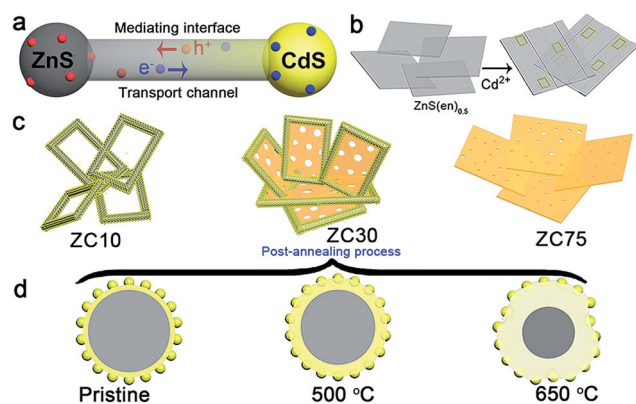 a
Mediating interface
ZnS
h⁺
e⁻
CdS
Transport channel
b
Cd²⁺
ZnS(en)₀.₅
c
ZC10
ZC30
ZC75
Post-annealing process
d
Pristine
500 °C
650 °C